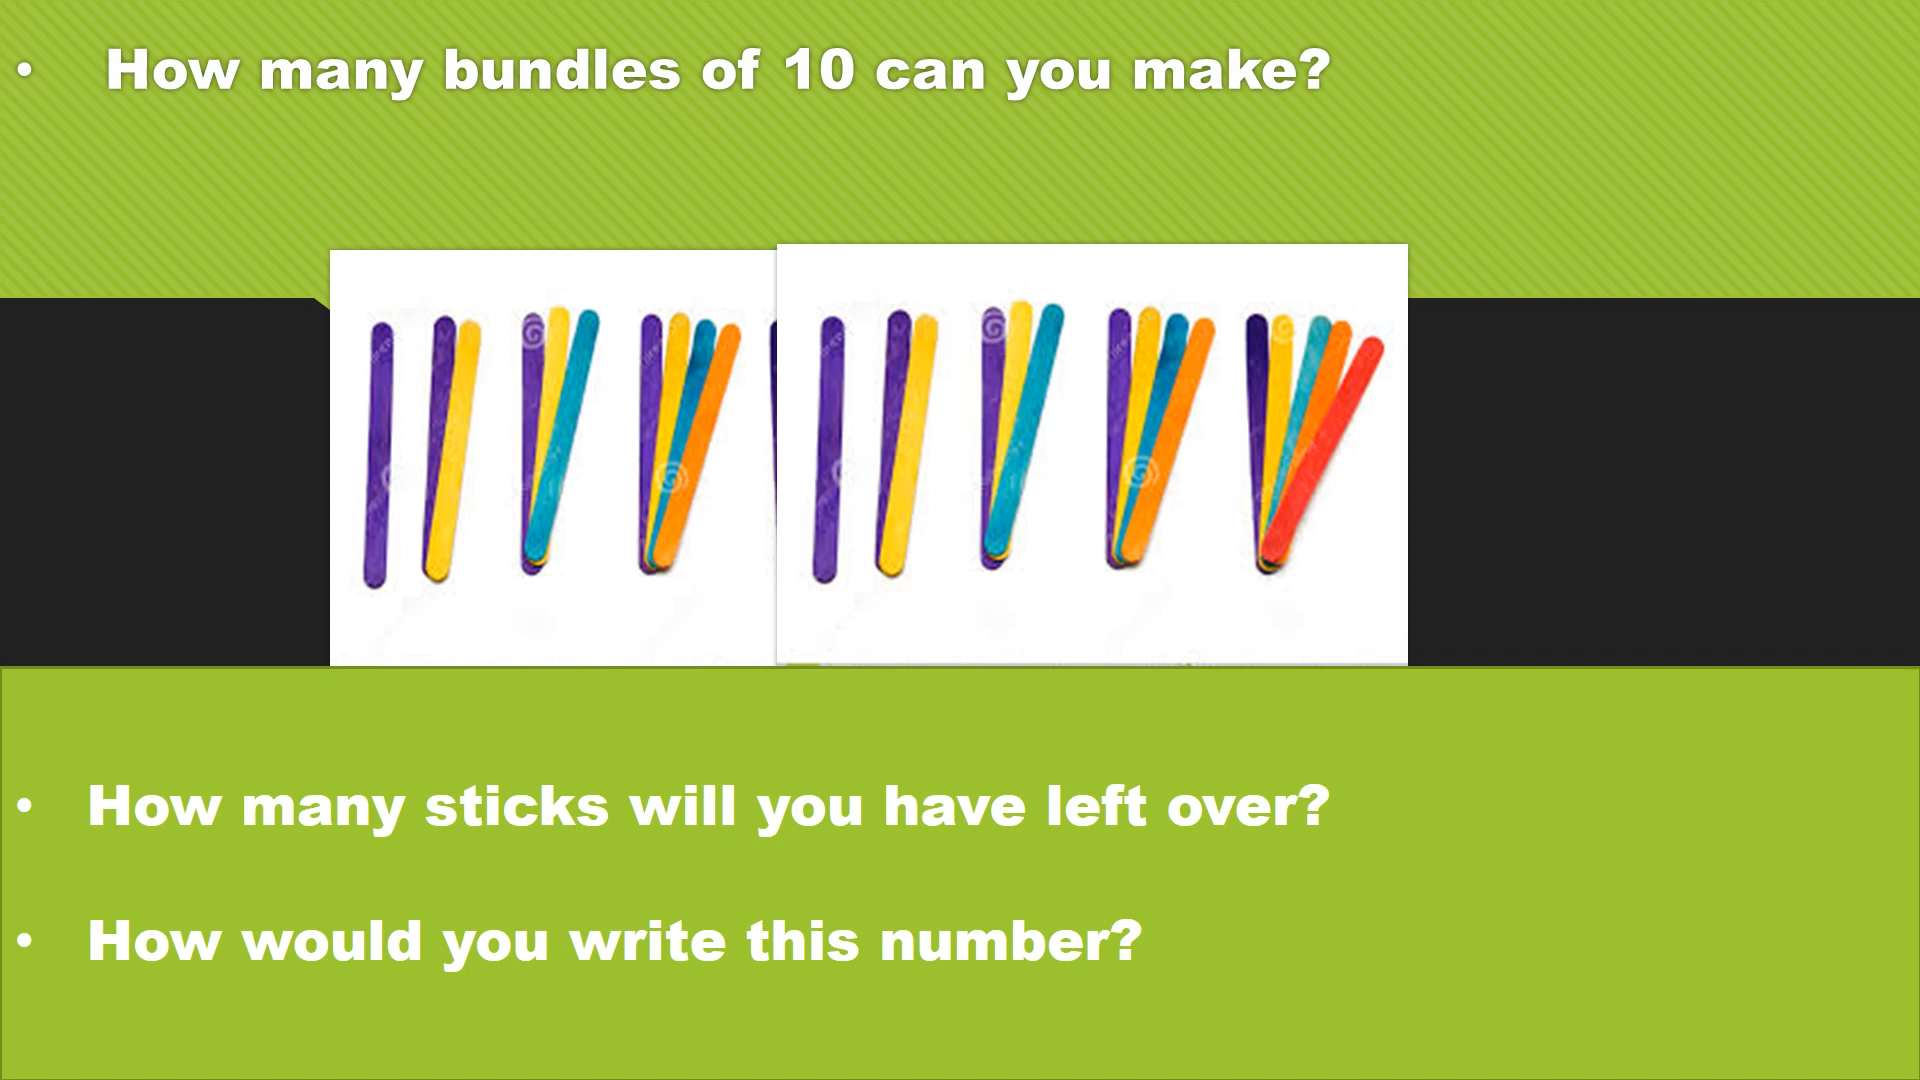 • How many bundles of 10 can you make?
• How many sticks will you have left over?
• How would you write this number?